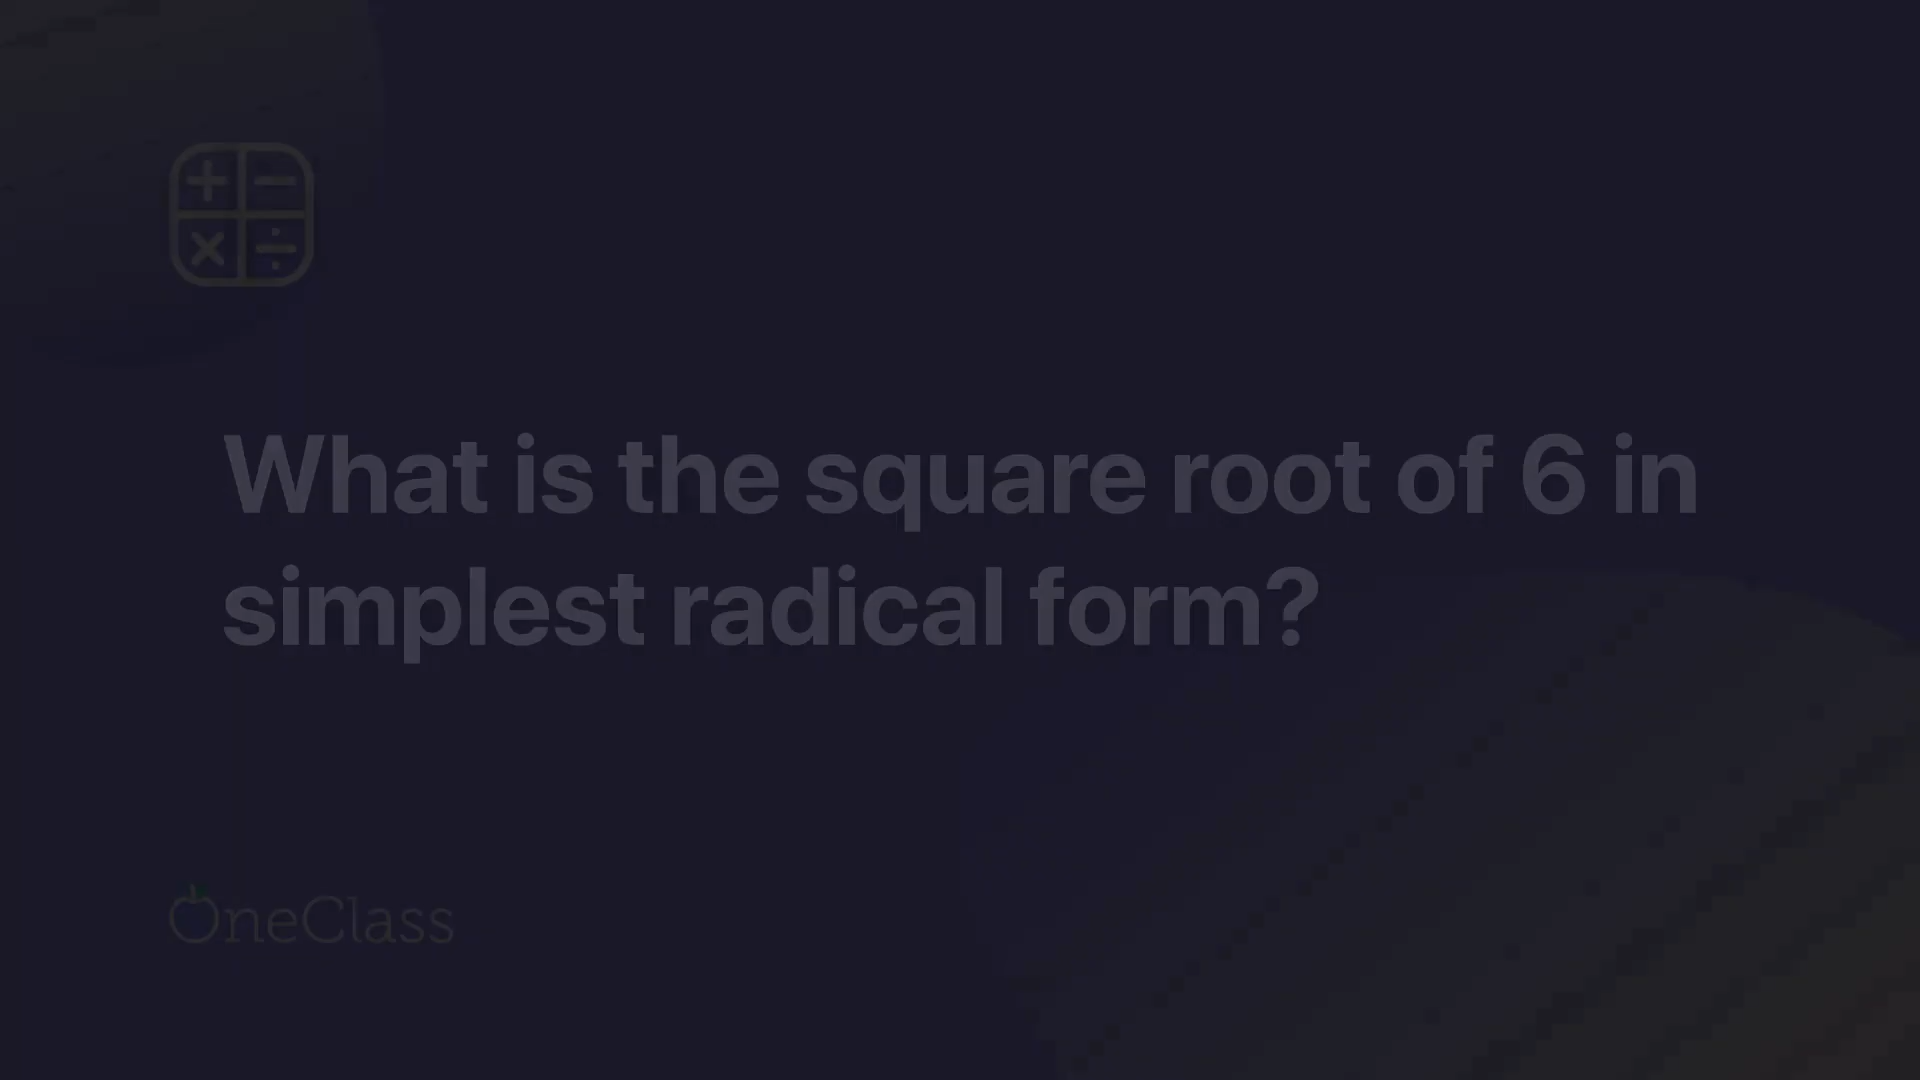 What is the square root of 6 in
simplest radical form?
OneClass